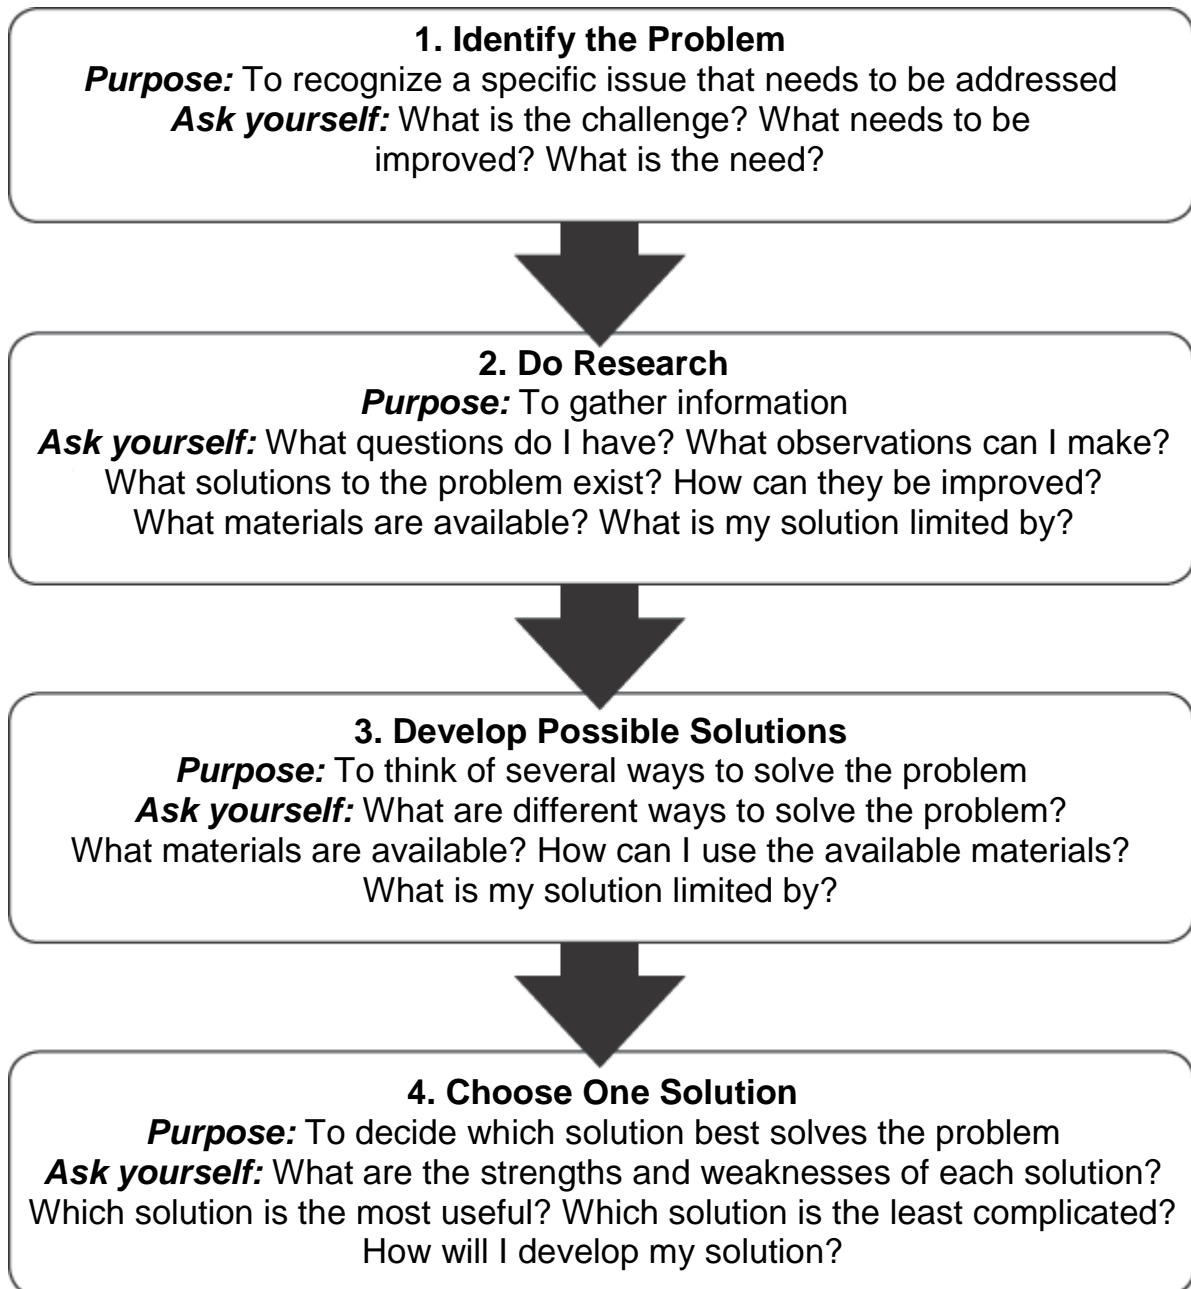 1. Identify the Problem
Purpose: To recognize a specific issue that needs to be addressed
Ask yourself: What is the challenge? What needs to be
improved? What is the need?
2. Do Research
Purpose: To gather information
Ask yourself: What questions do I have? What observations can I make?
What solutions to the problem exist? How can they be improved?
What materials are available? What is my solution limited by?
3. Develop Possible Solutions
Purpose: To think of several ways to solve the problem
Ask yourself: What are different ways to solve the problem?
What materials are available? How can I use the available materials?
What is my solution limited by?
4. Choose One Solution
Purpose: To decide which solution best solves the problem
Ask yourself: What are the strengths and weaknesses of each solution?
Which solution is the most useful? Which solution is the least complicated?
How will I develop my solution?